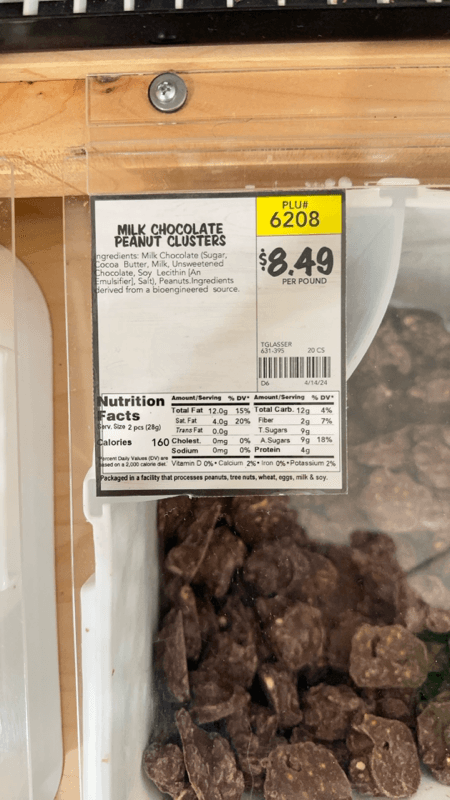 MILK CHOCOLATE
PEANUT CLUSTERS
ngredients: Milk Chocolate (Sugar,
Cocoa Butter, Milk, Unsweetened
Chocolate, Soy Lecithin [An
Emulsifier], Salt), Peanuts.Ingredients
derived from a bioengineered source.
PLU#
6208
$8.49
PER POUND
TGLASSER
631-395 20 CS
D6 4/14/24
Nutrition
Facts
Serv. Size 2 pcs (28g)
Calories 160
Percent Daily Values (DV) are
based on a 2,000 calorie diet.
Amount/Serving % DV* Amount/Serving % DV*
Total Fat 12.0g 15% Total Carb. 12g 4%
Sat. Fat 4.0g 20% Fiber 2g 7%
Trans Fat 0.0g T.Sugars 9g
Cholest. 0mg 0% A.Sugars 9g 18%
Sodium 0mg 0% Protein 4g
Vitamin D 0% • Calcium 2% • Iron 0% • Potassium 2%
Packaged in a facility that processes peanuts, tree nuts, wheat, eggs, milk & soy.